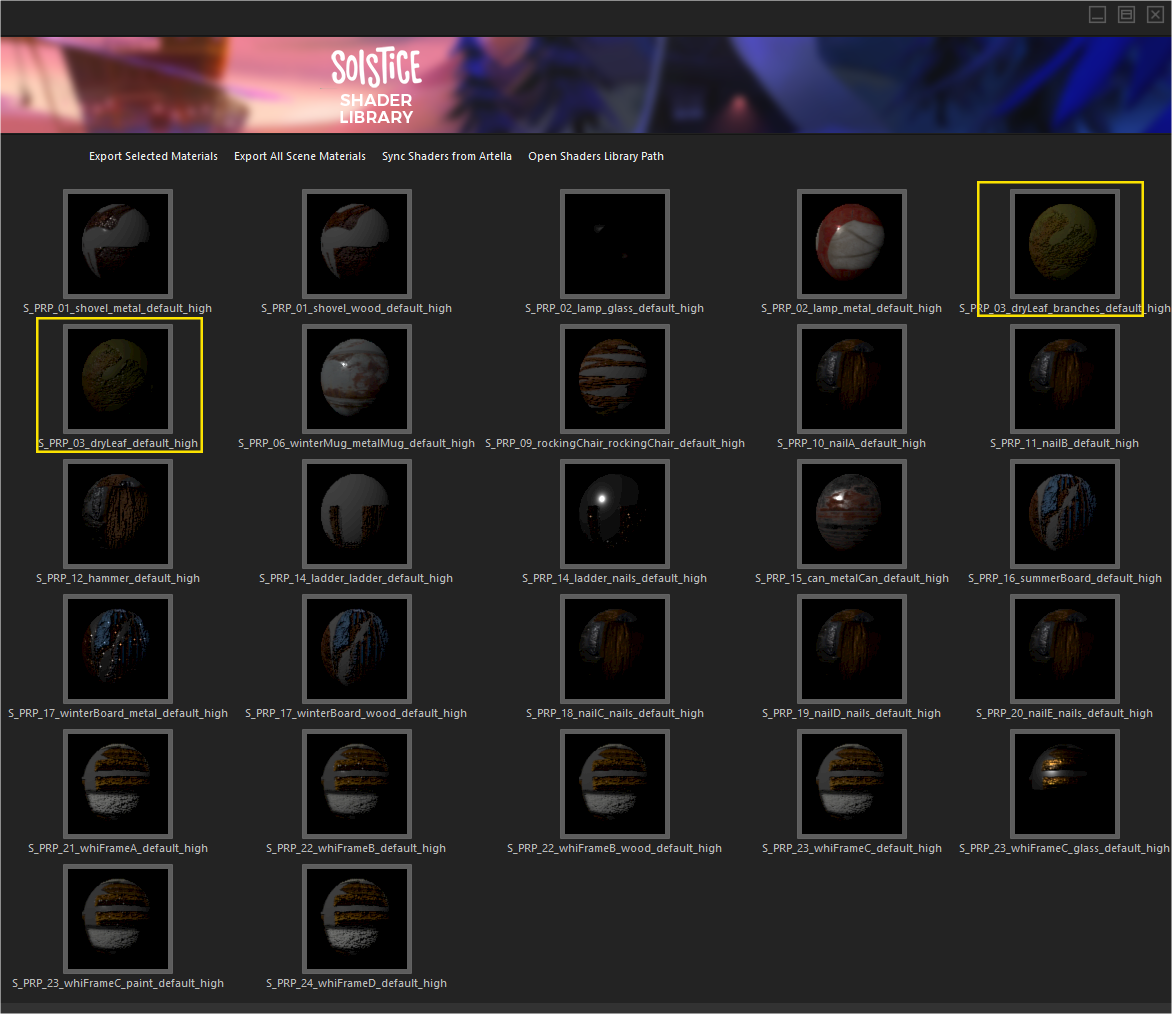 SOLSTICE
SHADER
LIBRARY
Export Selected Materials Export All Scene Materials Sync Shaders from Artella Open Shaders Library Path
S_PRP_01_shovel_metal_default_high S_PRP_01_shovel_wood_default_high S_PRP_02_lamp_glass_default_high S_PRP_02_lamp_metal_default_high S_PRP_03_dryLeaf_branches_default_high
S_PRP_03_dryLeaf_default_high S_PRP_06_winterMug_metalMug_default_high S_PRP_09_rockingChair_rockingChair_default_high S_PRP_10_nailA_default_high S_PRP_11_nailB_default_high
S_PRP_12_hammer_default_high S_PRP_14_ladder_ladder_default_high S_PRP_14_ladder_nails_default_high S_PRP_15_can_metalCan_default_high S_PRP_16_summerBoard_default_high
S_PRP_17_winterBoard_metal_default_high S_PRP_17_winterBoard_wood_default_high S_PRP_18_nailC_nails_default_high S_PRP_19_nailD_nails_default_high S_PRP_20_nailE_nails_default_high
S_PRP_21_whiFrameA_default_high S_PRP_22_whiFrameB_default_high S_PRP_22_whiFrameB_wood_default_high S_PRP_23_whiFrameC_default_high S_PRP_23_whiFrameC_glass_default_high
S_PRP_23_whiFrameC_paint_default_high S_PRP_24_whiFrameD_default_high